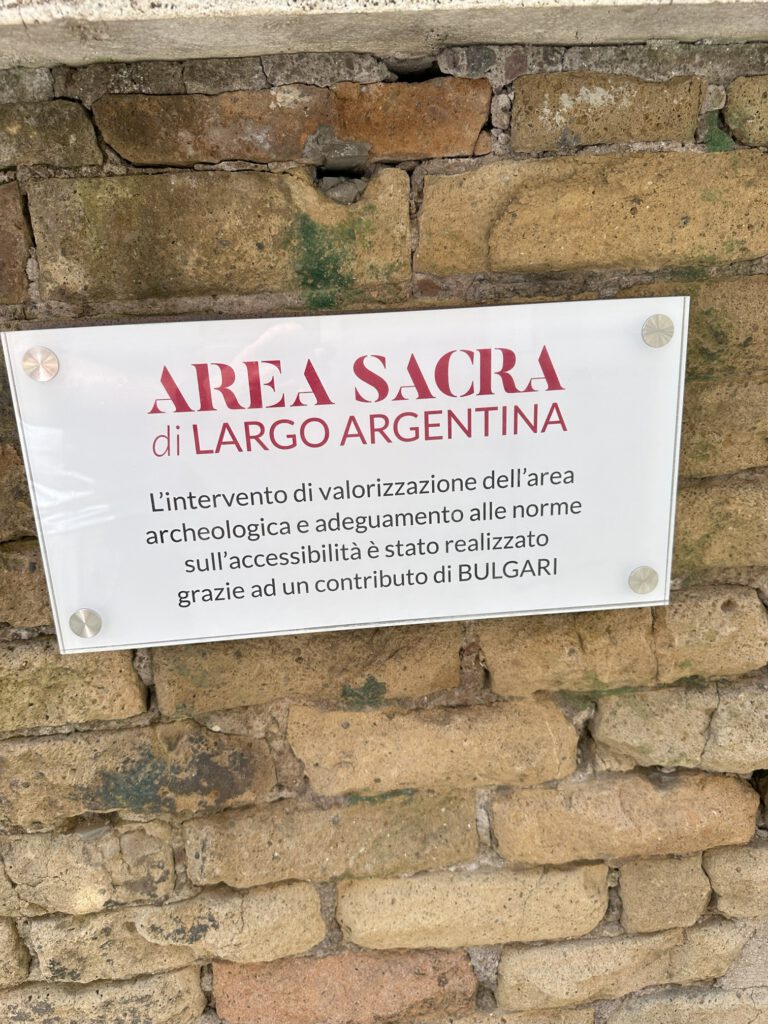 AREA SACRA
di LARGO ARGENTINA
L'intervento di valorizzazione dell'area
archeologica e adeguamento alle norme
sull'accessibilità è stato realizzato
grazie ad un contributo di BULGARI